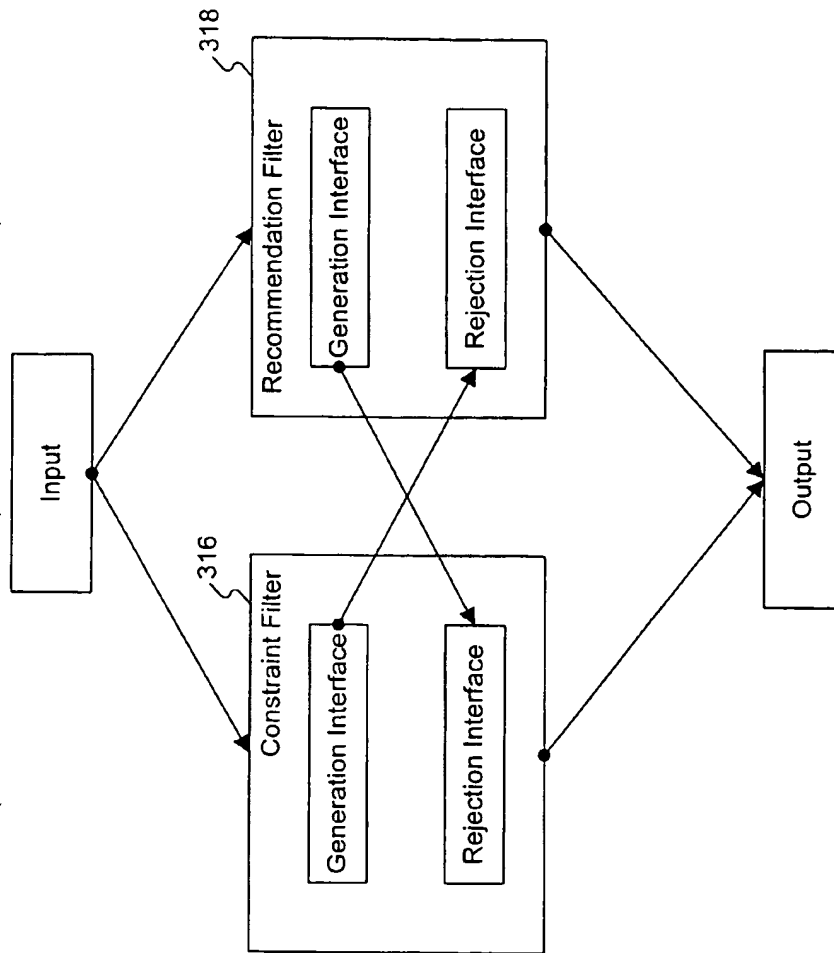 Input
316
318
Constraint Filter
Recommendation Filter
Generation Interface
Generation Interface
Rejection Interface
Rejection Interface
Output